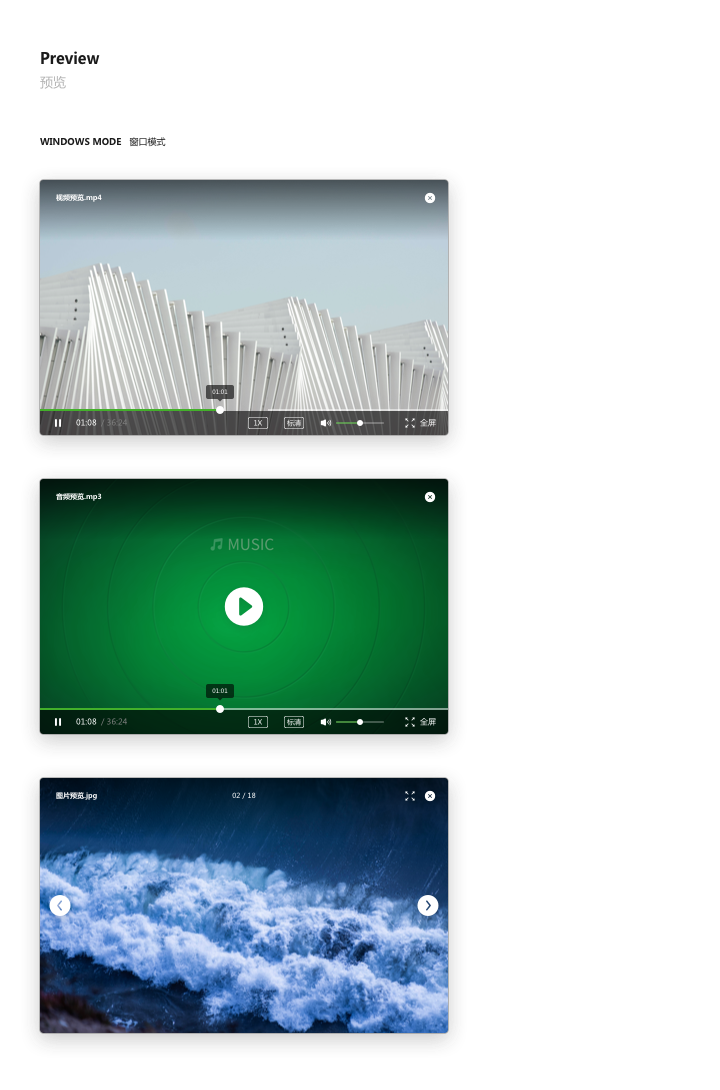 Preview
预览
WINDOWS MODE 窗口模式
视频预览.mp4
01:01
01:08 / 36:24 1X 标清 全屏
音频预览.mp3
MUSIC
01:01
01:08 / 36:24 1X 标清 全屏
图片预览.jpg 02 / 18